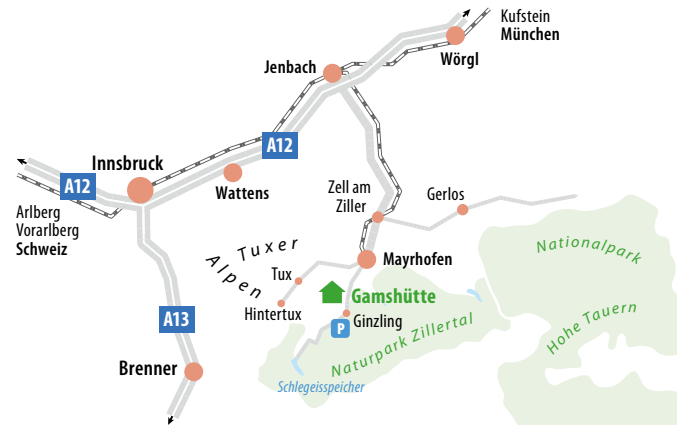 Kufstein
München
Wörgl
Jenbach
A12
Innsbruck
A12
Wattens
Zell am
Ziller
Gerlos
Arlberg
Vorarlberg
Schweiz
Tuxer
Alpen
Nationalpark
Hohe Tauern
Mayrhofen
Tux
Gamshütte
Hintertux
P
Ginzling
A13
Naturpark Zillertal
Brenner
Schlegeisspeicher